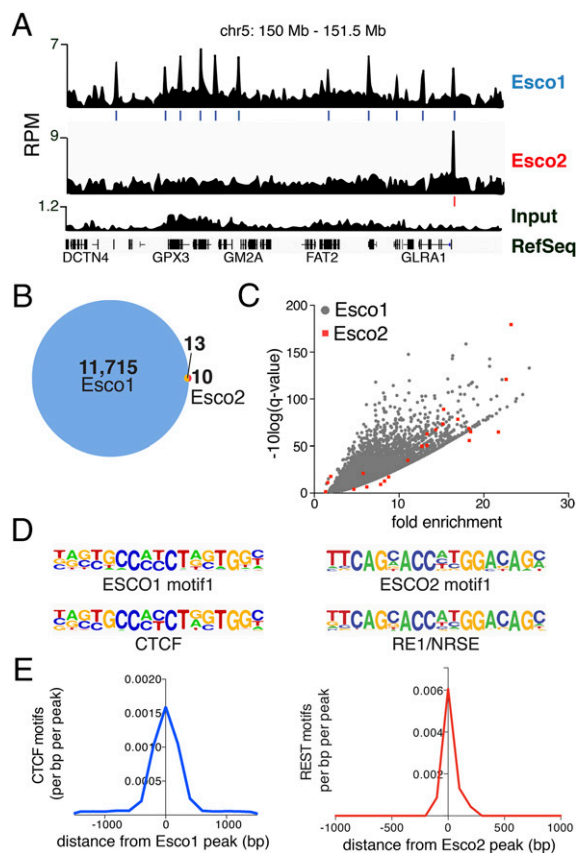 A
chr5: 150 Mb - 151.5 Mb
7
Esco1
RPM
9
Esco2
1.2
Input
RefSeq
DCTN4 GPX3 GM2A FAT2 GLRA1
B
11,715
Esco1
13
10
Esco2
C
-10log(q-value)
200
150
100
50
0
Esco1
Esco2
0 10 20 30
fold enrichment
D
ESCO1 motif1
ESCO2 motif1
CTCF
RE1/NRSE
E
CTCF motifs
(per bp per peak)
0.0020
0.0015
0.0010
0.0005
-1000 0 1000
distance from Esco1 peak (bp)
REST motifs
per bp per peak)
0.006
0.004
0.002
-1000 -500 0 500 1000
distance from Esco2 peak (bp)